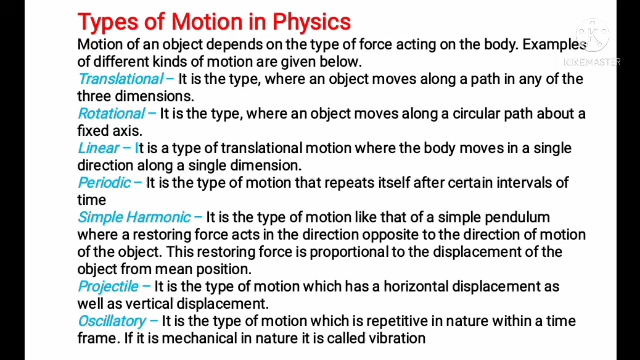 Types of Motion in Physics
Motion of an object depends on the type of force acting on the body. Examples
of different kinds of motion are given below.
Translational – It is the type, where an object moves along a path in any of the
three dimensions.
Rotational – It is the type, where an object moves along a circular path about a
fixed axis.
Linear – It is a type of translational motion where the body moves in a single
direction along a single dimension.
Periodic – It is the type of motion that repeats itself after certain intervals of
time
Simple Harmonic – It is the type of motion like that of a simple pendulum
where a restoring force acts in the direction opposite to the direction of motion
of the object. This restoring force is proportional to the displacement of the
object from mean position.
Projectile – It is the type of motion which has a horizontal displacement as
well as vertical displacement.
Oscillatory – It is the type of motion which is repetitive in nature within a time
frame. If it is mechanical in nature it is called vibration
KINEMASTER